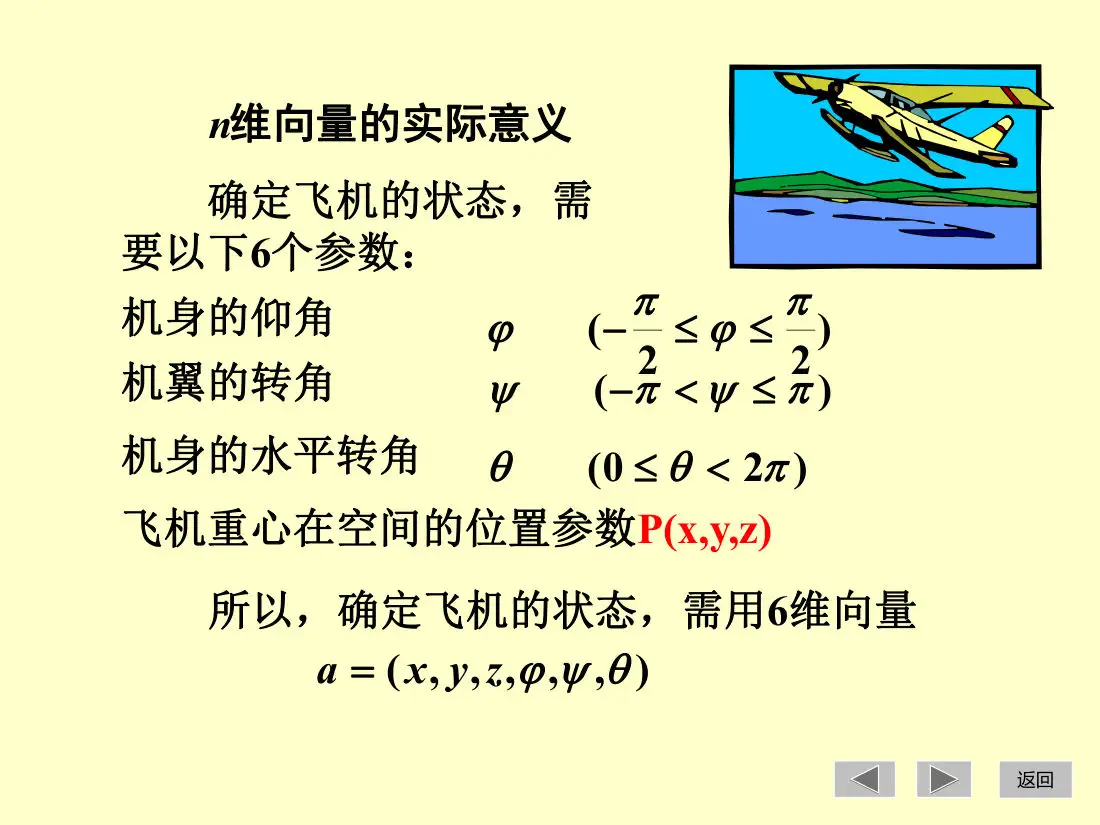 n维向量的实际意义
确定飞机的状态，需
要以下6个参数：
机身的仰角 φ (−π/2 ≤ φ ≤ π/2)
机翼的转角 ψ (−π < ψ ≤ π)
机身的水平转角 θ (0 ≤ θ < 2π)
飞机重心在空间的位置参数P(x,y,z)
所以，确定飞机的状态，需用6维向量
a = (x, y, z, φ, ψ, θ)
返回